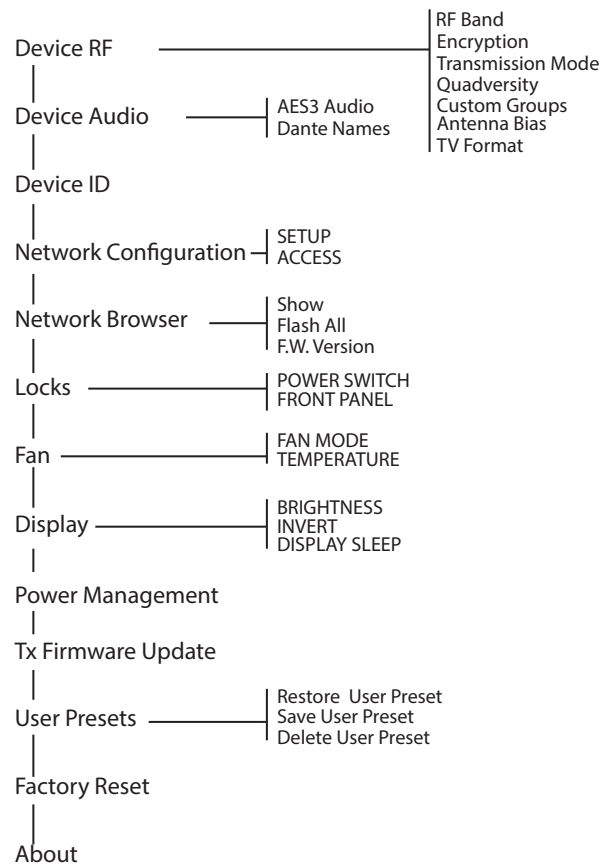 Device RF
RF Band
Encryption
Transmission Mode
Quadversity
Custom Groups
Antenna Bias
TV Format
Device Audio
AES3 Audio
Dante Names
Device ID
Network Configuration
SETUP
ACCESS
Network Browser
Show
Flash All
F.W. Version
Locks
POWER SWITCH
FRONT PANEL
Fan
FAN MODE
TEMPERATURE
Display
BRIGHTNESS
INVERT
DISPLAY SLEEP
Power Management
Tx Firmware Update
User Presets
Restore User Preset
Save User Preset
Delete User Preset
Factory Reset
About